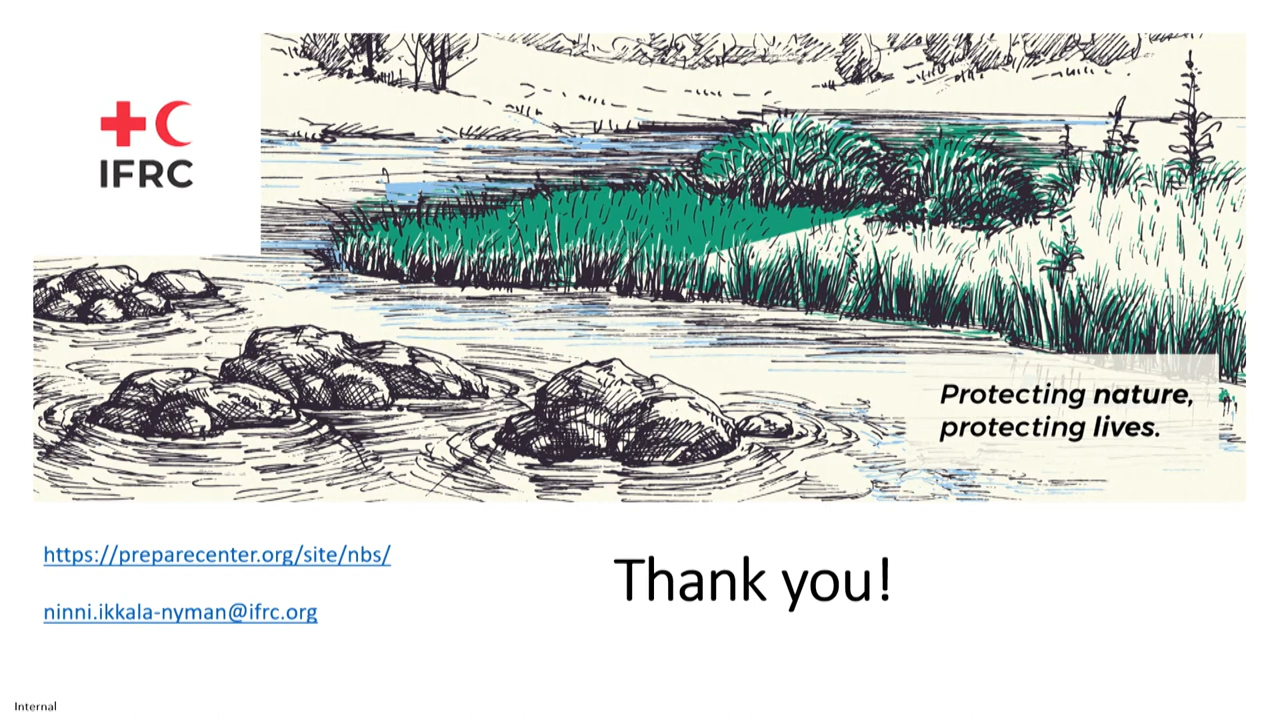 IFRC
Protecting nature,
protecting lives.
https://preparecenter.org/site/nbs/
Thank you!
ninni.ikkala-nyman@ifrc.org
Internal